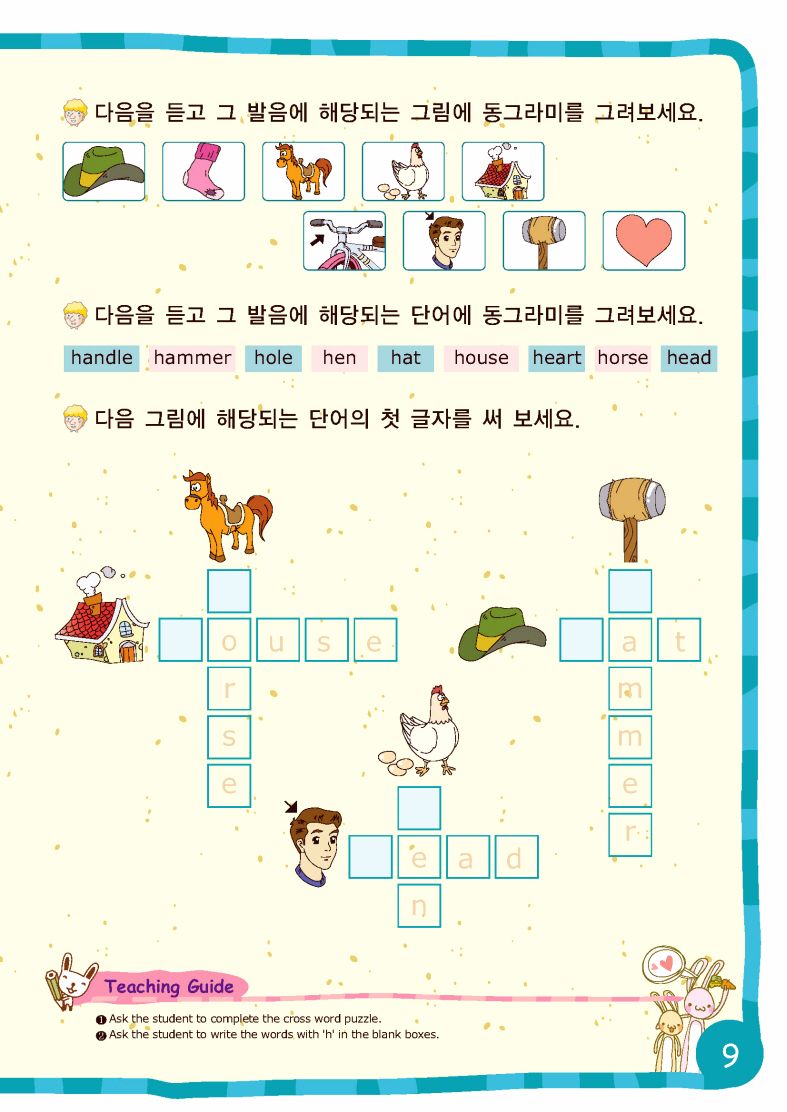 다음을 듣고 그 발음에 해당되는 그림에 동그라미를 그려보세요.
다음을 듣고 그 발음에 해당되는 단어에 동그라미를 그려보세요.
handle hammer hole hen hat house heart horse head
다음 그림에 해당되는 단어의 첫 글자를 써 보세요.
o u s e
r
s
e
a t
m
m
e
r
e a d
n
Teaching Guide
❶ Ask the student to complete the cross word puzzle.
❷ Ask the student to write the words with 'h' in the blank boxes.
9